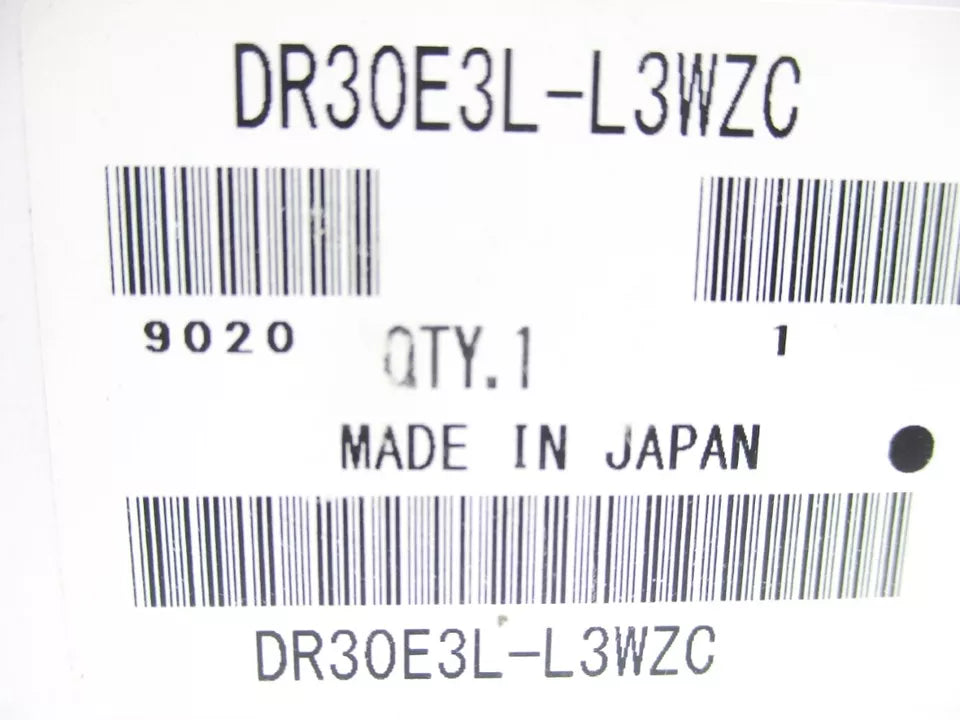 DR30E3L-L3WZC
9020
QTY.1
1
MADE IN JAPAN
DR30E3L-L3WZC